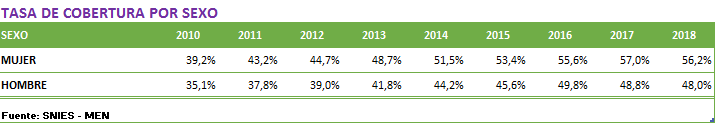 TASA DE COBERTURA POR SEXO
SEXO 2010 2011 2012 2013 2014 2015 2016 2017 2018
MUJER 39,2% 43,2% 44,7% 48,7% 51,5% 53,4% 55,6% 57,0% 56,2%
HOMBRE 35,1% 37,8% 39,0% 41,8% 44,2% 45,6% 49,8% 48,8% 48,0%
Fuente: SNIES - MEN